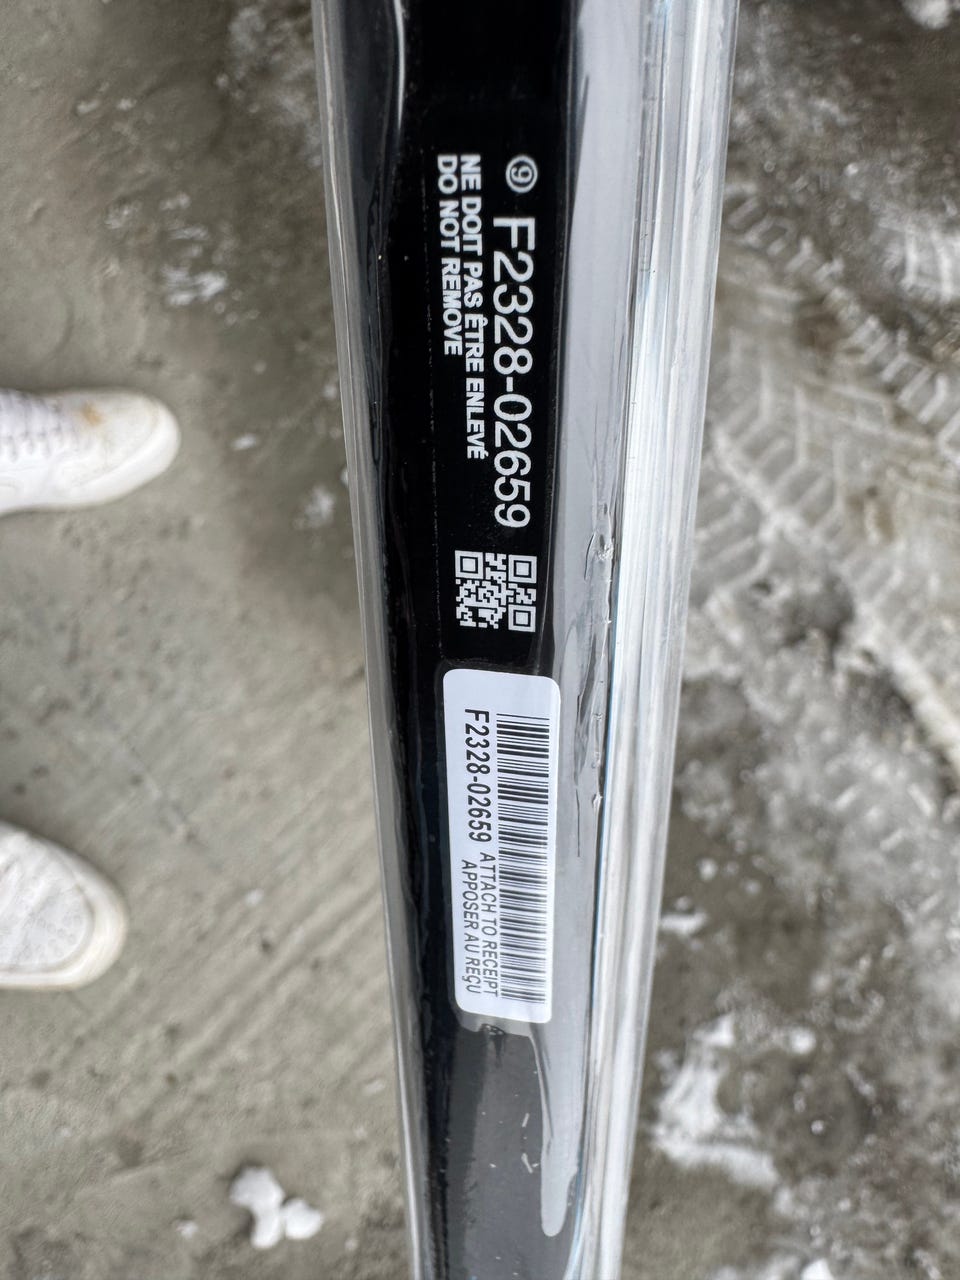 ⑨ F2328-02659
NE DOIT PAS ÊTRE ENLEVÉ
DO NOT REMOVE
F2328-02659
ATTACH TO RECEIPT
APPOSER AU REÇU